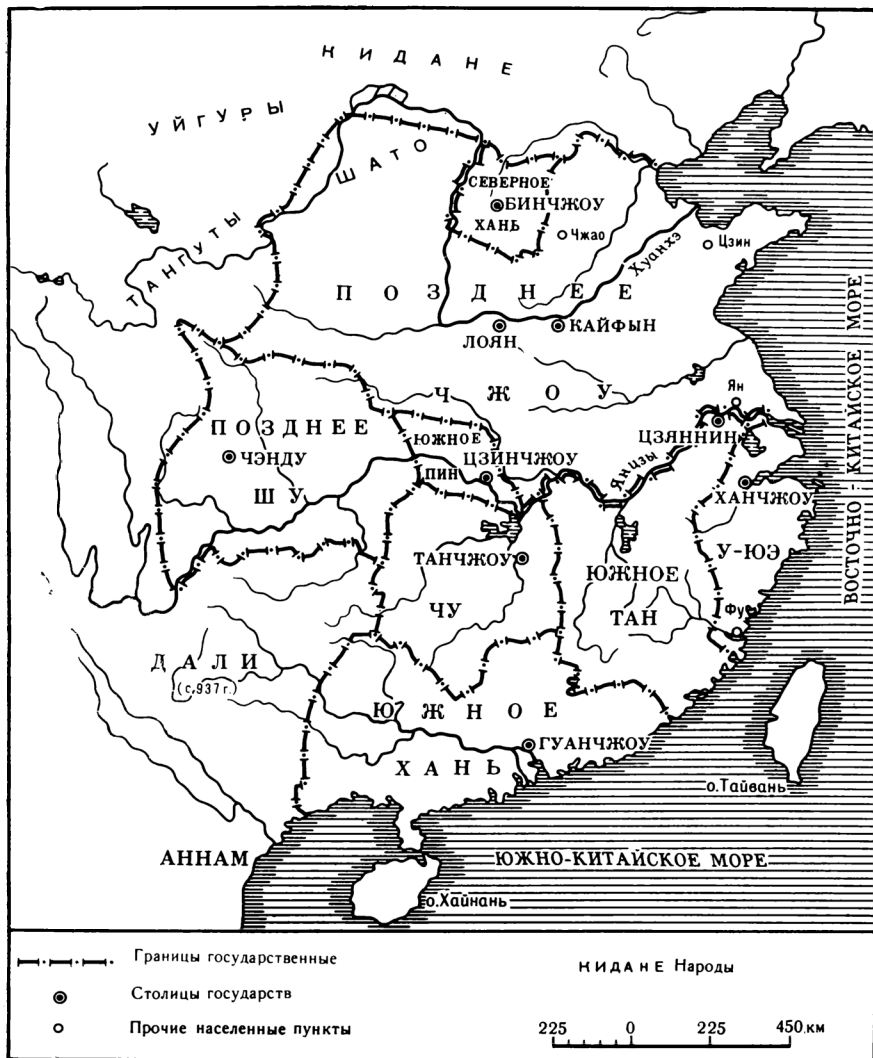 КИДАНЕ
УЙГУРЫ
ШАТО
ТАНГУТЫ
СЕВЕРНОЕ
БИНЧЖОУ
ХАНЬ
Чжао
Цзин
Хуанхэ
ПОЗДНЕЕ
ЛОЯН
КАЙФЫН
ЧЖОУ
Ян
ПОЗДНЕЕ
ЮЖНОЕ
ЦЗЯННИН
ЧЭНДУ
ПИН
ЦЗИНЧЖОУ
Янцзы
ХАНЧЖОУ
ШУ
У-ЮЭ
ТАНЧЖОУ
ЮЖНОЕ
ЧУ
ТАН
Фу
ВОСТОЧНО-КИТАЙСКОЕ МОРЕ
ДАЛИ
(с 937 г.)
ЮЖНОЕ
ГУАНЧЖОУ
ХАНЬ
о.Тайвань
АННАМ
ЮЖНО-КИТАЙСКОЕ МОРЕ
о.Хайнань
Границы государственные
КИДАНЕ Народы
Столицы государств
Прочие населенные пункты
225 0 225 450 км